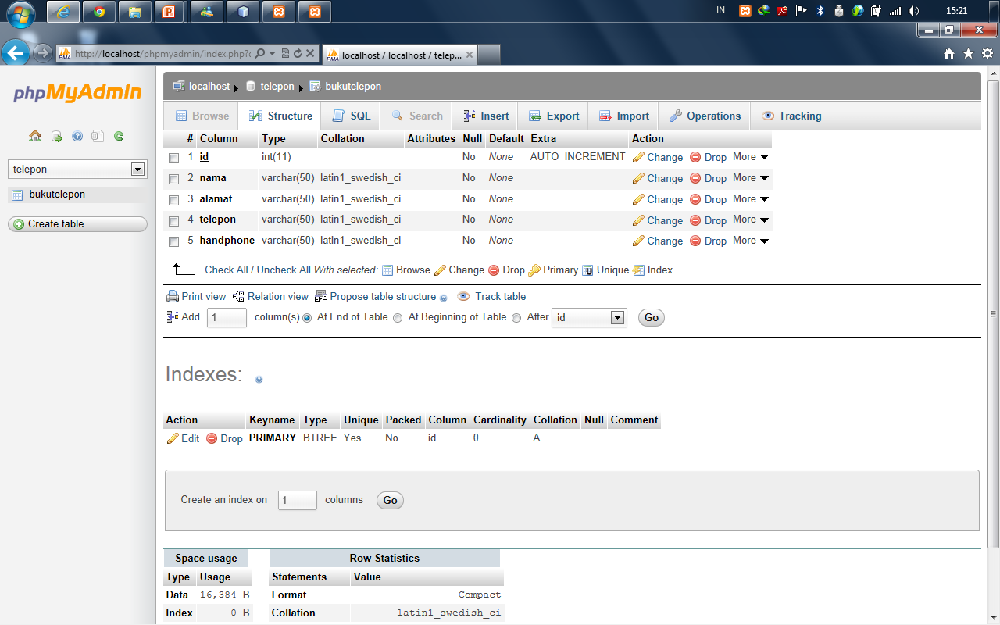 IN 15:21
http://localhost/phpmyadmin/index.php?c
PMA localhost / localhost / telep...
phpMyAdmin
telepon
bukutelepon
Create table
localhost telepon bukutelepon
Browse Structure SQL Search Insert Export Import Operations Tracking
# Column Type Collation Attributes Null Default Extra Action
1 id int(11) No None AUTO_INCREMENT Change Drop More
2 nama varchar(50) latin1_swedish_ci No None Change Drop More
3 alamat varchar(50) latin1_swedish_ci No None Change Drop More
4 telepon varchar(50) latin1_swedish_ci No None Change Drop More
5 handphone varchar(50) latin1_swedish_ci No None Change Drop More
Check All / Uncheck All With selected: Browse Change Drop Primary U Unique Index
Print view Relation view Propose table structure Track table
Add 1 column(s) At End of Table At Beginning of Table After id Go
Indexes:
Action Keyname Type Unique Packed Column Cardinality Collation Null Comment
Edit Drop PRIMARY BTREE Yes No id 0 A
Create an index on 1 columns Go
Space usage
Type Usage
Data 16,384 B
Index 0 B
Row Statistics
Statements Value
Format Compact
Collation latin1_swedish_ci